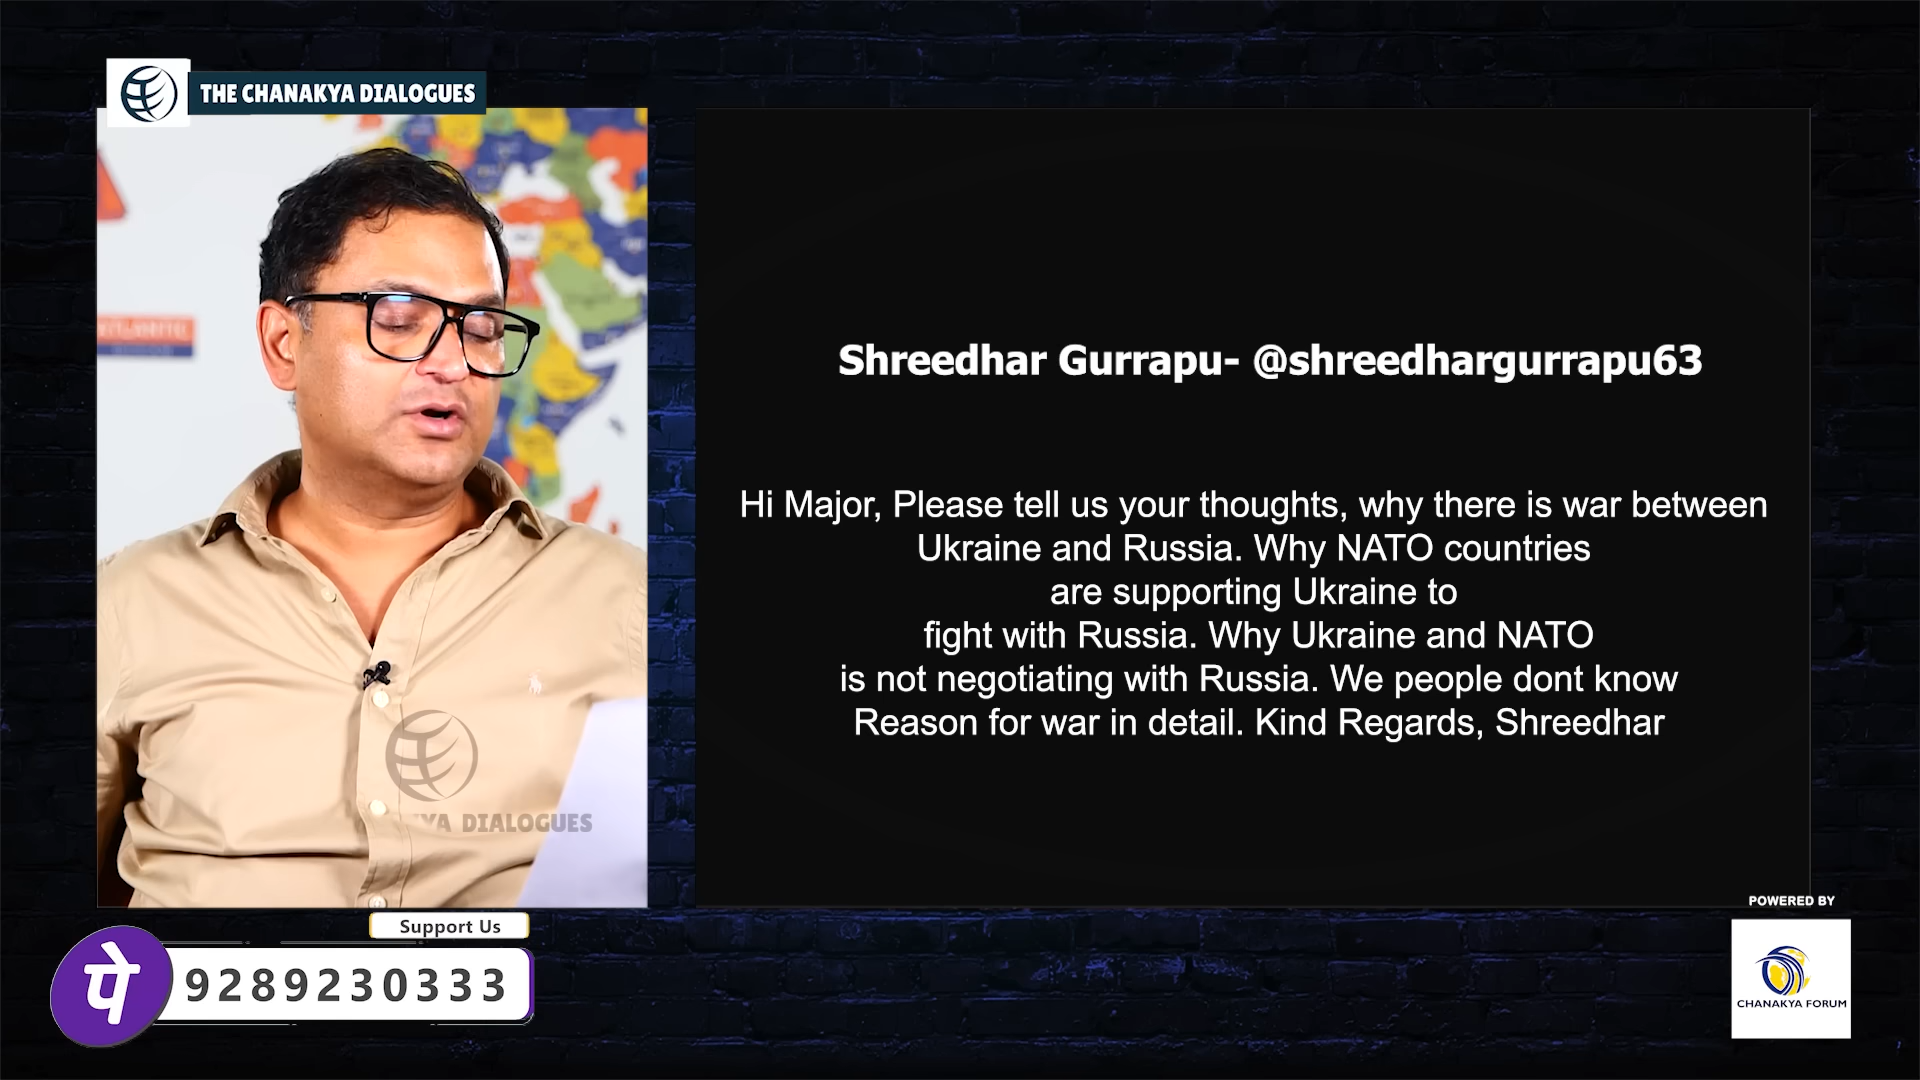 THE CHANAKYA DIALOGUES
ATLANTIC
Shreedhar Gurrapu- @shreedhargurrapu63
Hi Major, Please tell us your thoughts, why there is war between
Ukraine and Russia. Why NATO countries
are supporting Ukraine to
fight with Russia. Why Ukraine and NATO
is not negotiating with Russia. We people dont know
Reason for war in detail. Kind Regards, Shreedhar
YA DIALOGUES
POWERED BY
CHANAKYA FORUM
Support Us
पे
9289230333